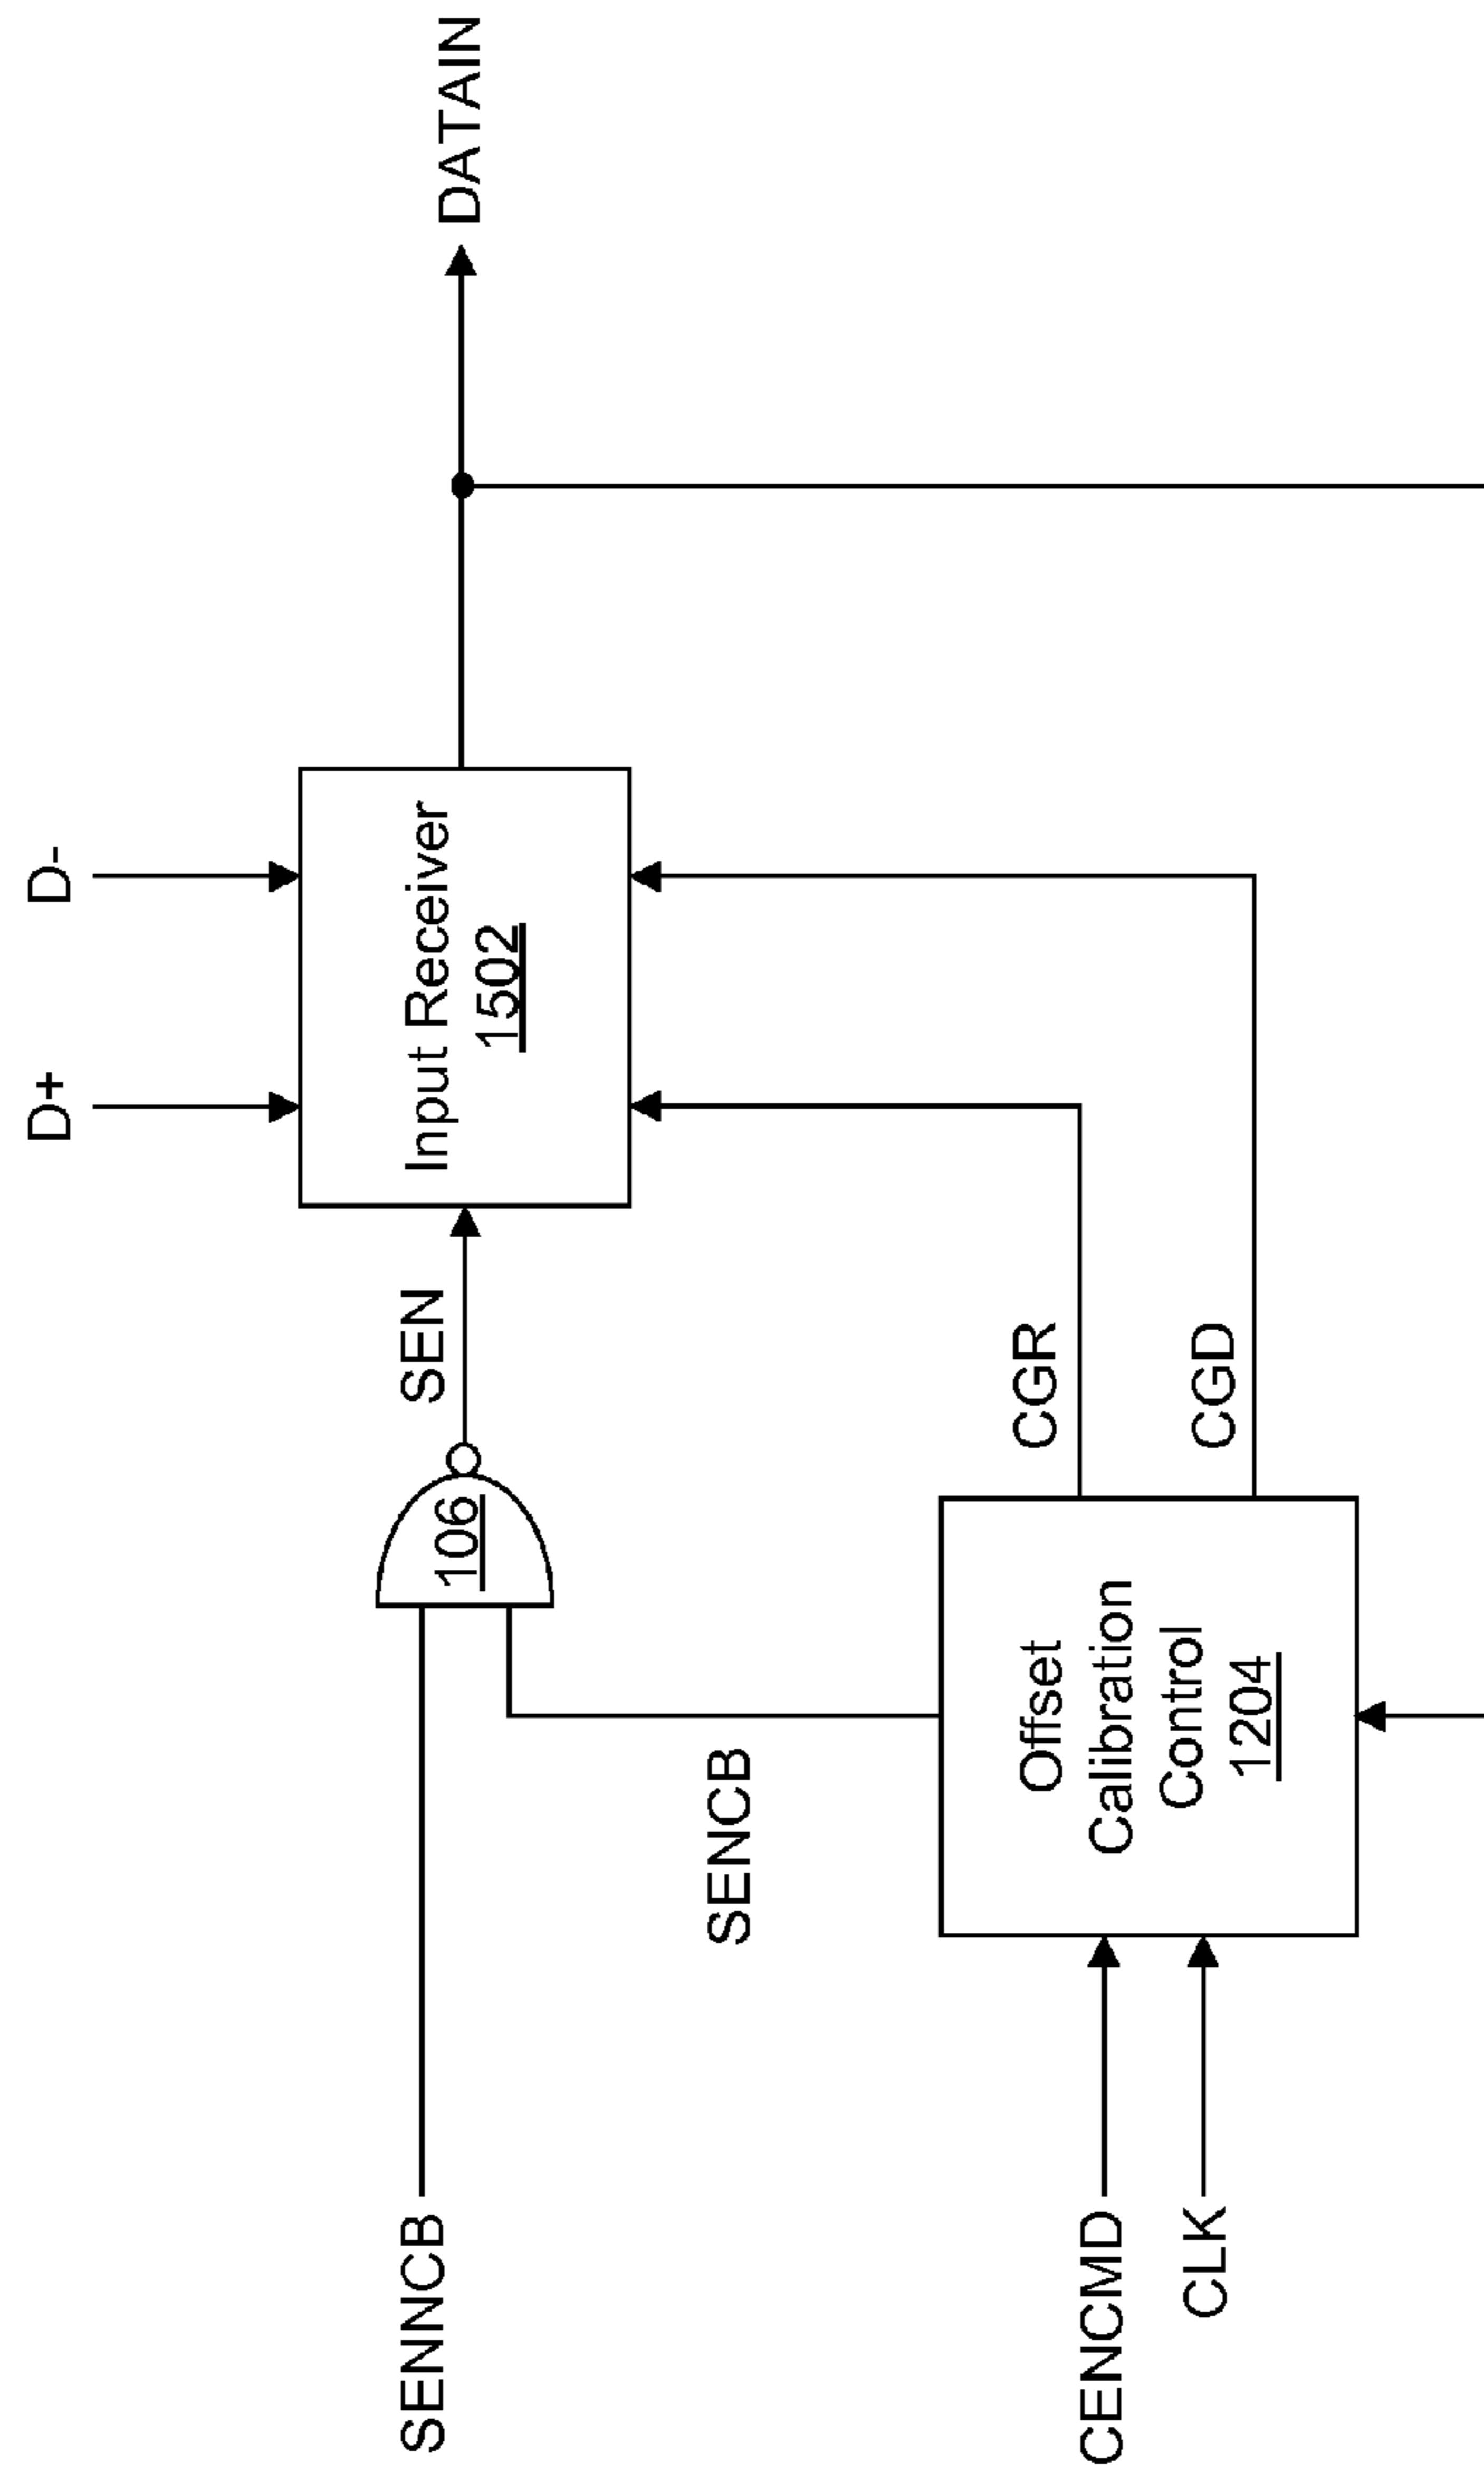 D+
D-
SENNCB
106
SEN
Input Receiver
1502
DATAIN
SENCB
CENCMD
CLK
Offset
Calibration
Control
1204
CGR
CGD